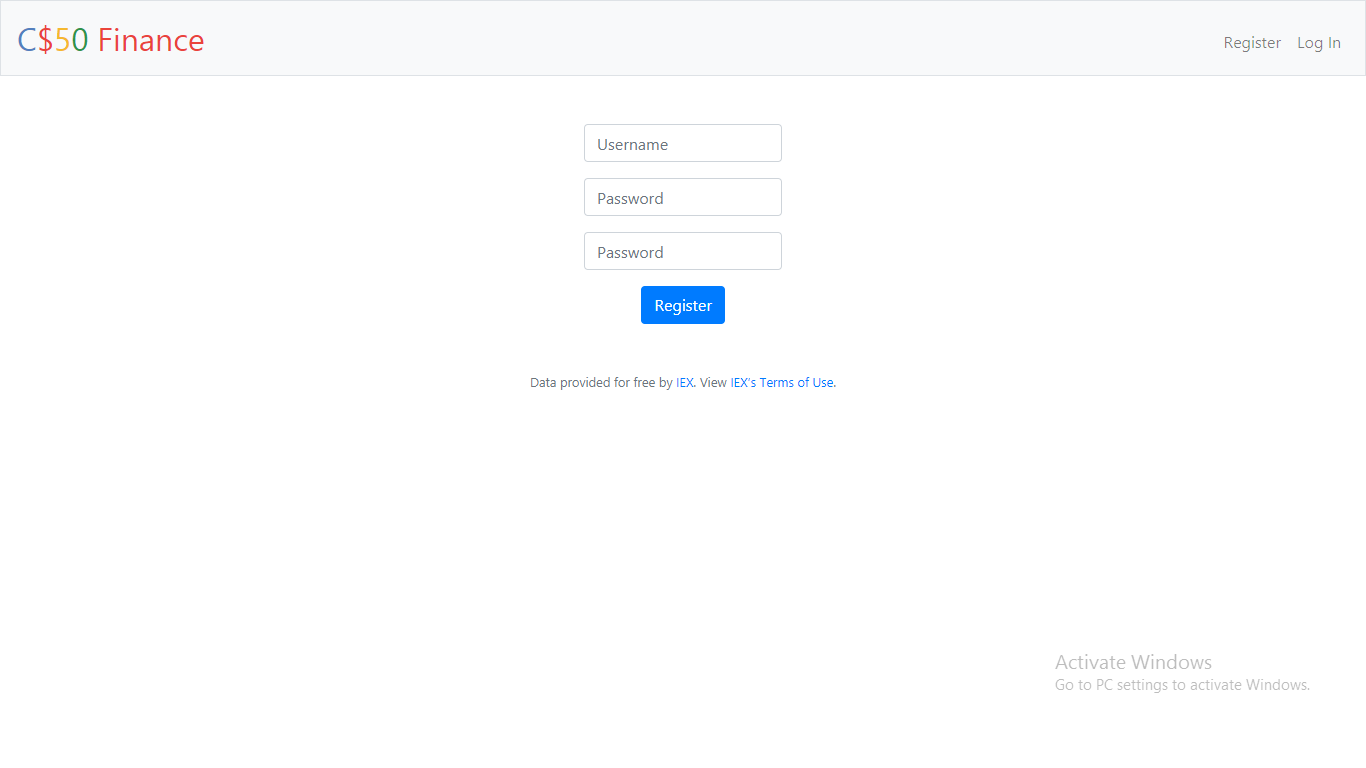 C$50 Finance
Register Log In
Username
Password
Password
Register
Data provided for free by IEX. View IEX's Terms of Use.
Activate Windows
Go to PC settings to activate Windows.